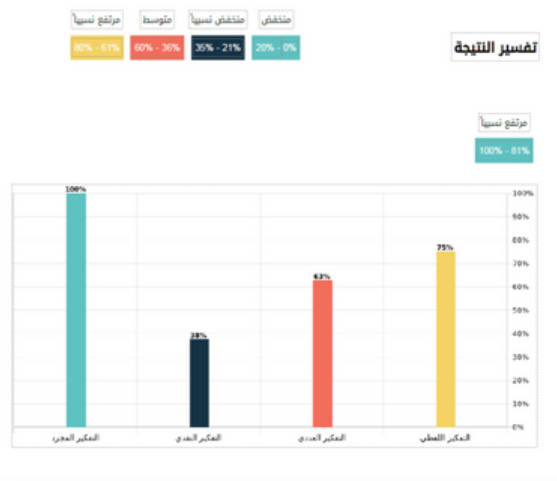 منخفض منخفض نسبياً متوسط مرتفع نسبياً
تفسير النتيجة
0% - 20% 21% - 35% 36% - 60% 61% - 80%
مرتفع نسبياً
81% - 100%
100%
100%
90%
80%
75%
70%
63%
60%
50%
40%
38%
30%
20%
10%
0%
التفكير اللفظي التفكير العددي التفكير النقدي التفكير المجرد